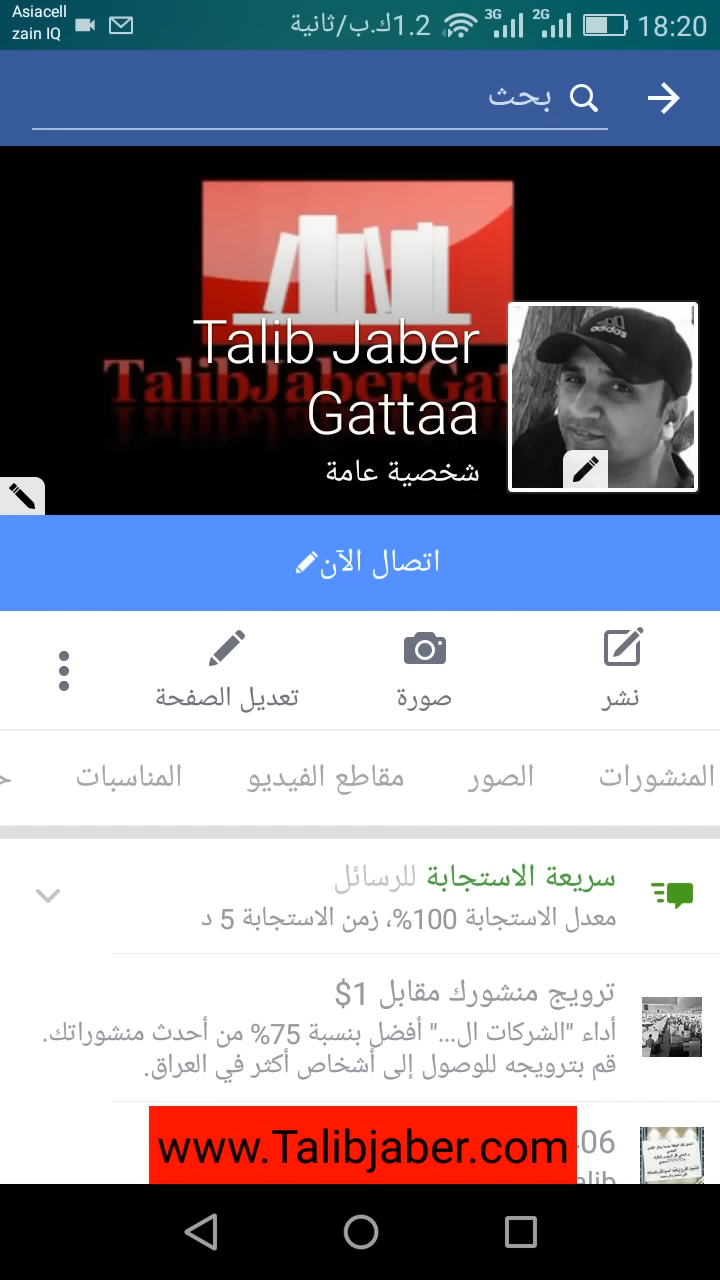 Asiacell
zain IQ
1.2ك.ب/ثانية
3G
2G
18:20
بحث
TalibJaberGat
Talib Jaber
Gattaa
شخصية عامة
adidas
اتصال الآن
نشر
صورة
تعديل الصفحة
المنشورات
الصور
مقاطع الفيديو
المناسبات
سريعة الاستجابة للرسائل
معدل الاستجابة 100%، زمن الاستجابة 5 د
ترويج منشورك مقابل 1$
أداء "الشركات ال..." أفضل بنسبة 75% من أحدث منشوراتك.
قم بترويجه للوصول إلى أشخاص أكثر في العراق.
www.Talibjaber.com
06